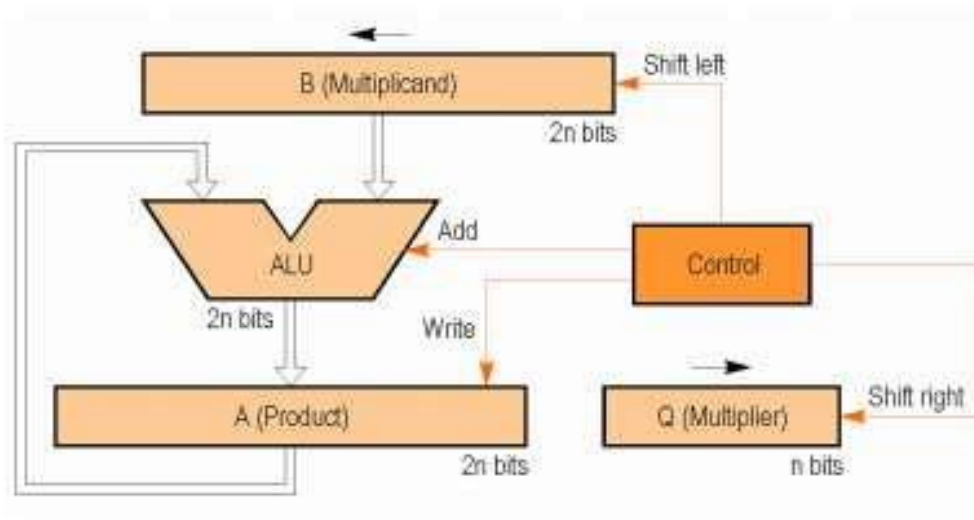 Shift left
B (Multiplicand)
2n bits
Add
Control
ALU
2n bits
Write
Shift right
A (Product)
Q (Multiplier)
2n bits
n bits